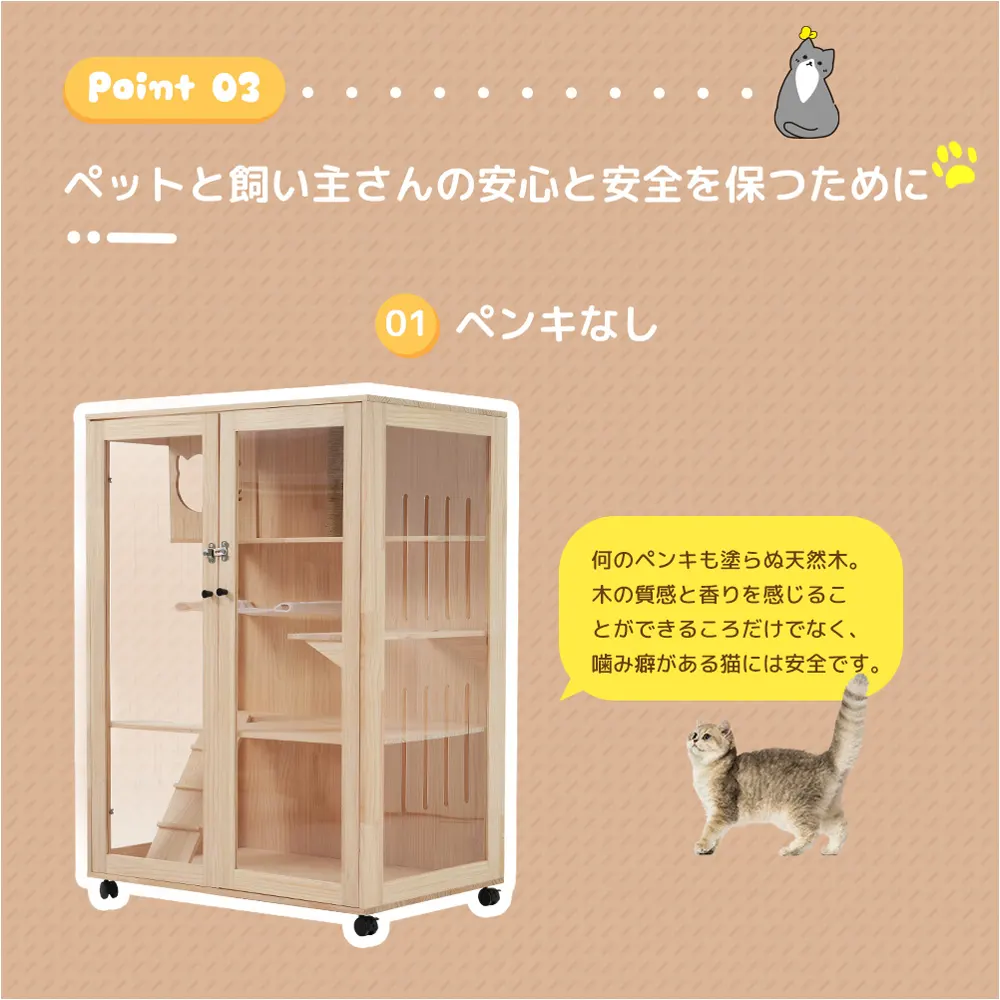 Point 03
ペットと飼い主さんの安心と安全を保つために
01 ペンキなし
何のペンキも塗らぬ天然木。
木の質感と香りを感じるこ
とができるころだけでなく、
噛み癖がある猫には安全です。